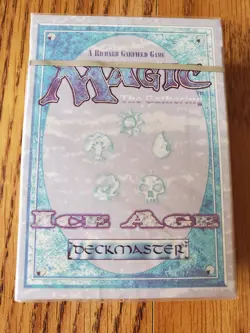 A Richard Garfield Game
Magic
The Gathering
Ice Age
Deckmaster